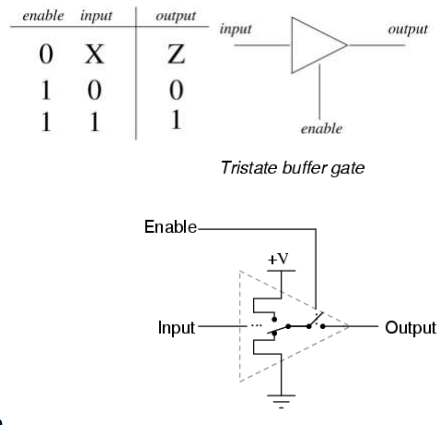 enable input output
0 X Z
1 0 0
1 1 1
input output
enable
Tristate buffer gate
Enable
+V
Input ... Output